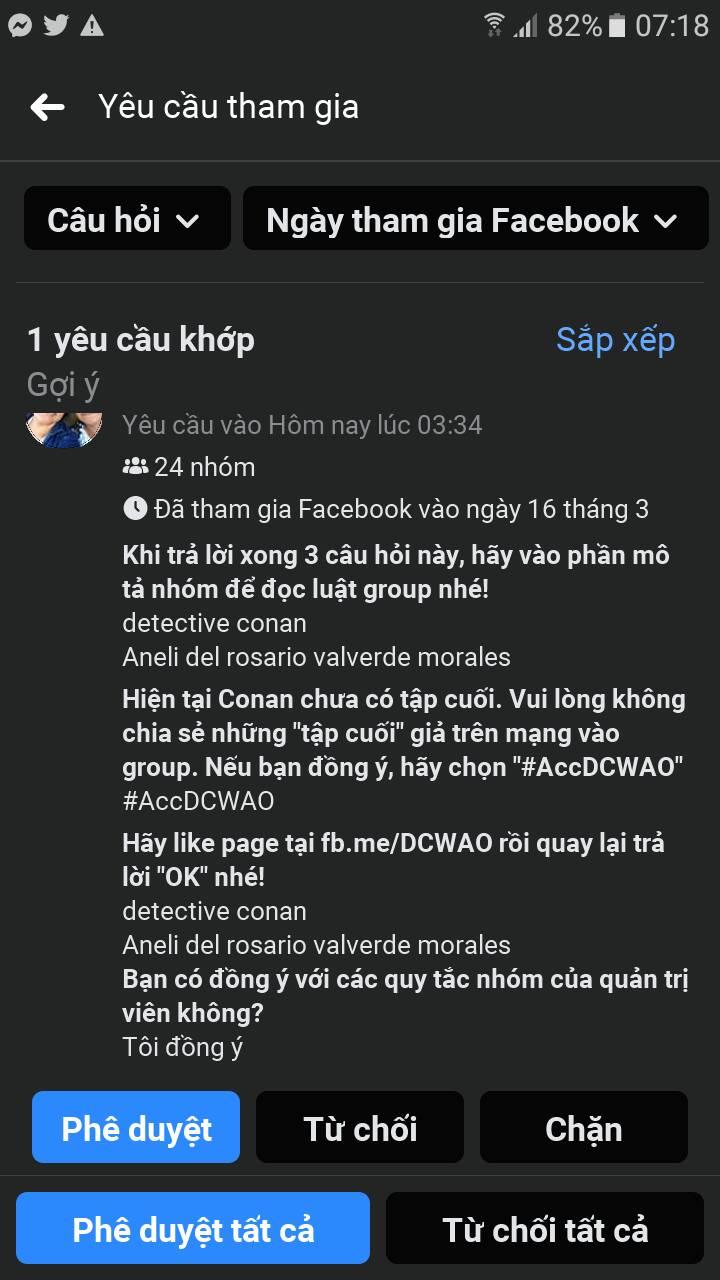 82% 07:18
Yêu cầu tham gia
Câu hỏi
Ngày tham gia Facebook
1 yêu cầu khớp
Sắp xếp
Gợi ý
Yêu cầu vào Hôm nay lúc 03:34
24 nhóm
Đã tham gia Facebook vào ngày 16 tháng 3
Khi trả lời xong 3 câu hỏi này, hãy vào phần mô
tả nhóm để đọc luật group nhé!
detective conan
Aneli del rosario valverde morales
Hiện tại Conan chưa có tập cuối. Vui lòng không
chia sẻ những "tập cuối" giả trên mạng vào
group. Nếu bạn đồng ý, hãy chọn "#AccDCWAO"
#AccDCWAO
Hãy like page tại fb.me/DCWAO rồi quay lại trả
lời "OK" nhé!
detective conan
Aneli del rosario valverde morales
Bạn có đồng ý với các quy tắc nhóm của quản trị
viên không?
Tôi đồng ý
Phê duyệt
Từ chối
Chặn
Phê duyệt tất cả
Từ chối tất cả